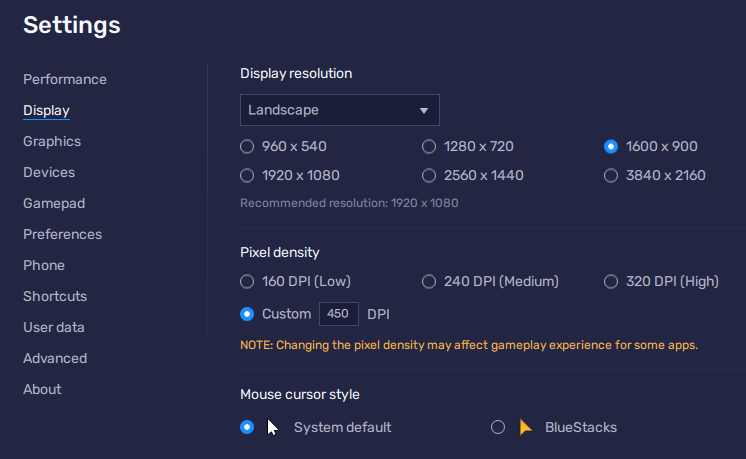 Settings
Performance
Display
Graphics
Devices
Gamepad
Preferences
Phone
Shortcuts
User data
Advanced
About
Display resolution
Landscape
960 x 540 1280 x 720 1600 x 900
1920 x 1080 2560 x 1440 3840 x 2160
Recommended resolution: 1920 x 1080
Pixel density
160 DPI (Low) 240 DPI (Medium) 320 DPI (High)
Custom 450 DPI
NOTE: Changing the pixel density may affect gameplay experience for some apps.
Mouse cursor style
System default BlueStacks